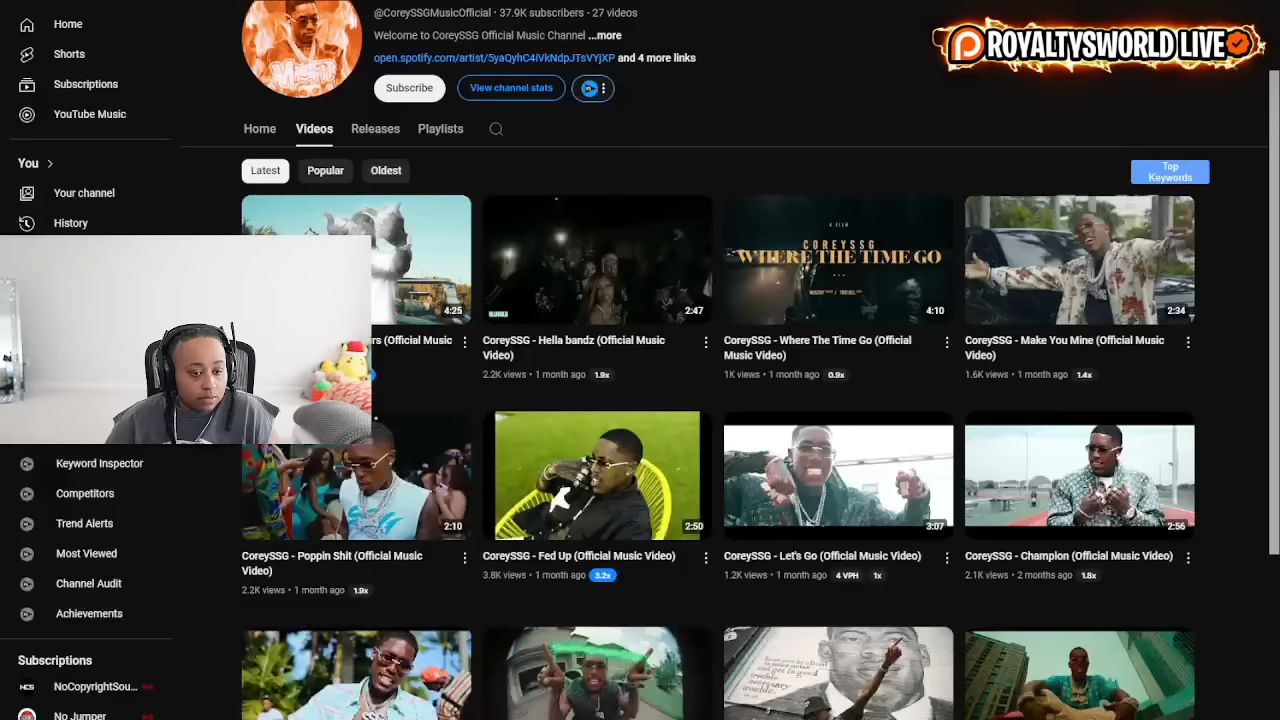 Home
Shorts
Subscriptions
YouTube Music
You
Your channel
History
@CoreySSGMusicOfficial · 37.9K subscribers · 27 videos
Welcome to CoreySSG Official Music Channel ...more
open.spotify.com/artist/5yaQyhC4iVkNdpJTsVYjXP and 4 more links
Subscribe
View channel stats
ROYALTYSWORLD LIVE
Home Videos Releases Playlists
Latest Popular Oldest
Top
Keywords
4:25
2:47
A FILM
COREYSSG
WHERE THE TIME GO
4:10
2:34
(Official Music
CoreySSG - Hella bandz (Official Music
Video)
2.2K views · 1 month ago 1.9x
CoreySSG - Where The Time Go (Official
Music Video)
1K views · 1 month ago 0.9x
CoreySSG - Make You Mine (Official Music
Video)
1.6K views · 1 month ago 1.4x
2:10
2:50
3:07
2:56
CoreySSG - Poppin Shit (Official Music
Video)
2.2K views · 1 month ago 1.9x
CoreySSG - Fed Up (Official Music Video)
3.8K views · 1 month ago 3.2x
CoreySSG - Let's Go (Official Music Video)
1.2K views · 1 month ago 4 VPH 1x
CoreySSG - Champion (Official Music Video)
2.1K views · 2 months ago 1.8x
Keyword Inspector
Competitors
Trend Alerts
Most Viewed
Channel Audit
Achievements
Subscriptions
NCS
NoCopyrightSou...
No Jumper